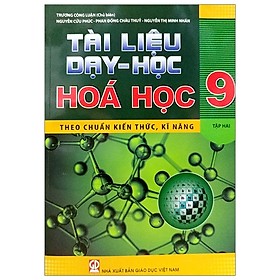 TRƯƠNG CÔNG LUẬN (Chủ biên)
NGUYỄN CỬU PHÚC - PHAN ĐỒNG CHÂU THUỶ - NGUYỄN THỊ MINH NHÂN
TÀI LIỆU
DẠY-HỌC
HOÁ HỌC 9
THEO CHUẨN KIẾN THỨC, KĨ NĂNG
TẬP HAI
NHÀ XUẤT BẢN GIÁO DỤC VIỆT NAM